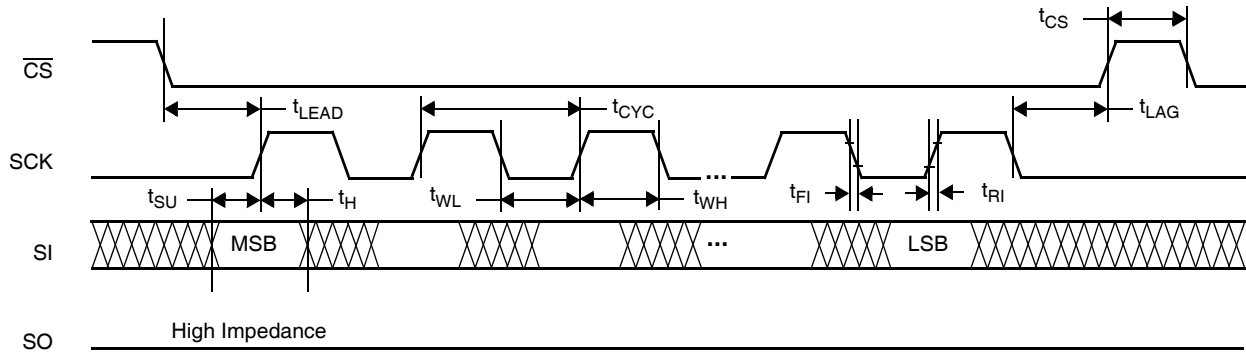 tCS
CS
tLEAD
tCYC
tLAG
SCK
...
tSU
tH
tWL
tWH
tFI
tRI
SI
MSB
...
LSB
High Impedance
SO